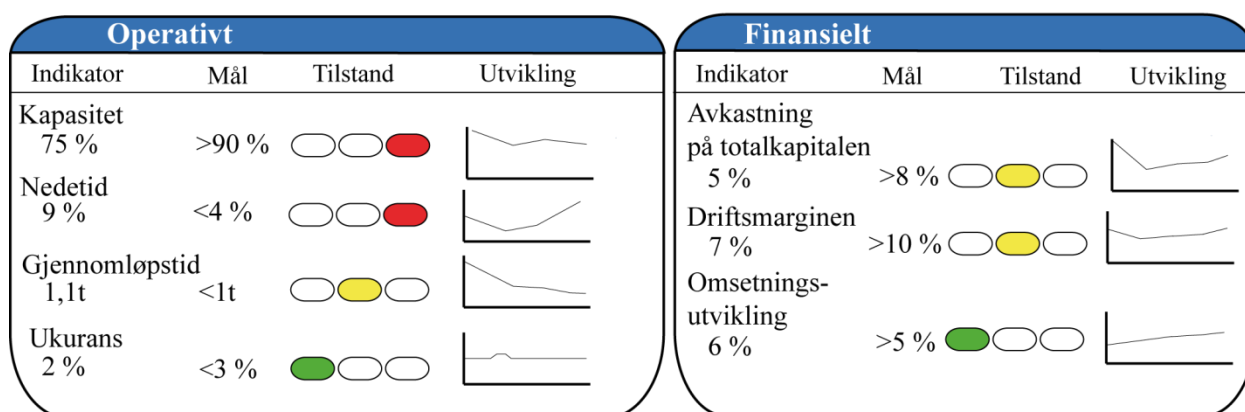 Operativt
Indikator Mål Tilstand Utvikling
Kapasitet
75 % >90 %
Nedetid
9 % <4 %
Gjennomløpstid
1,1t <1t
Ukurans
2 % <3 %
Finansielt
Indikator Mål Tilstand Utvikling
Avkastning
på totalkapitalen
5 % >8 %
Driftsmarginen
7 % >10 %
Omsetnings-
utvikling
6 % >5 %